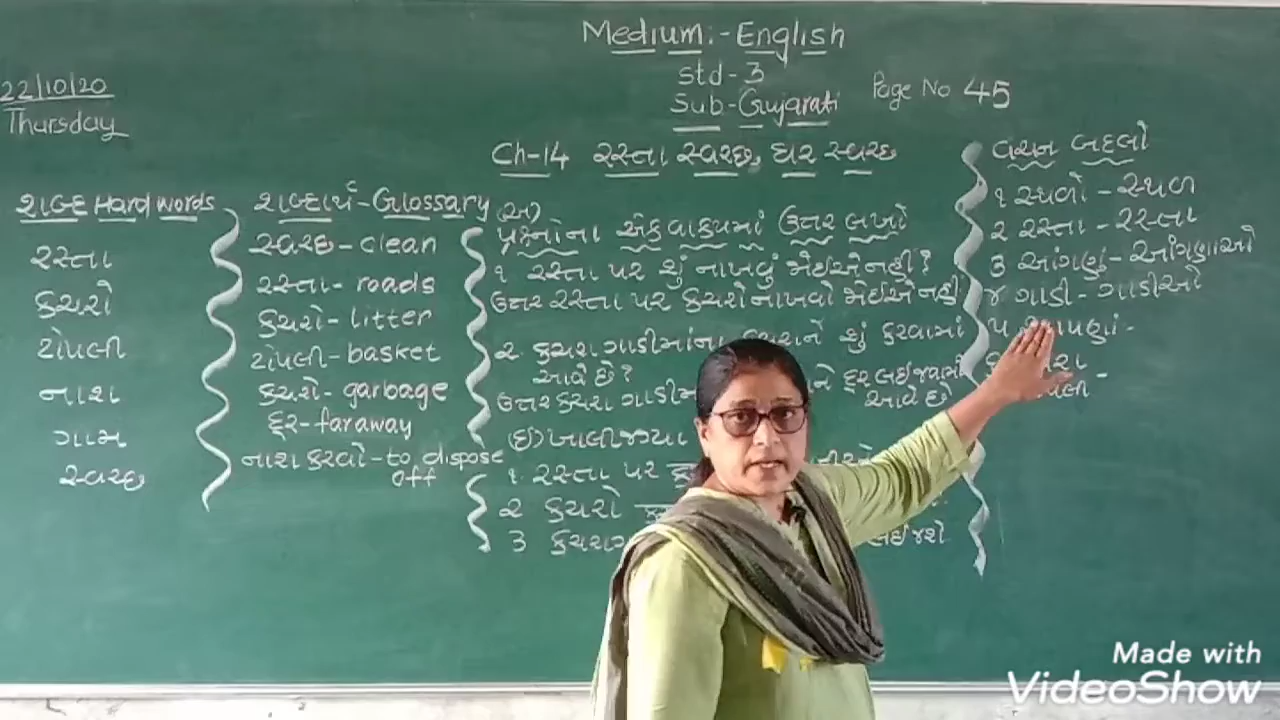 Medium:- English
Std - 3
Sub - Gujarati
Page No 45
22/10/20
Thursday
Ch-14 રસ્તા સ્વચ્છ, ઘર સ્વચ્છ
શબ્દ Hard words
રસ્તા
કચરો
ટોપલી
નાશ
ગામ
સ્વચ્છ
શબ્દાર્થ - Glossary
સ્વચ્છ - clean
રસ્તા - roads
કચરો - litter
ટોપલી - basket
કચરો - garbage
દૂર - faraway
નાશ કરવો - to dispose
off
અ)
પ્રશ્નોના એક વાક્યમાં ઉત્તર લખો
૧ રસ્તા પર શું નાખવું જોઈએ નહીં?
ઉત્તર રસ્તા પર કચરો નાખવો જોઈએ નહીં
૨ કચરા ગાડીમાંના કચરાને શું કરવામાં
આવે છે?
ઉત્તર કચરા ગાડીમાં ને દૂર લઈ જવામાં
આવે છે
(ઈ) ખાલી જગ્યા
૧ રસ્તા પર
૨ કચરો
૩ લઈ જશે
વચન બદલો
૧ સ્થળો - સ્થળ
૨ રસ્તા - રસ્તા
૩ આંગણું - આંગણાઓ
૪ ગાડી - ગાડીઓ
૫